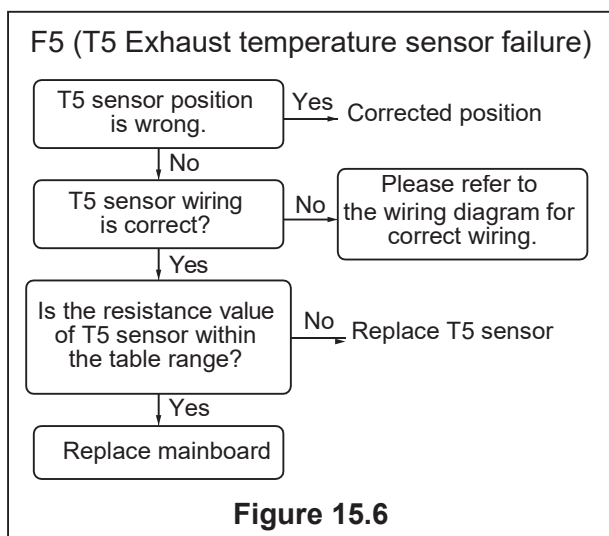 F5 (T5 Exhaust temperature sensor failure)
T5 sensor position
is wrong.
Yes
Corrected position
No
T5 sensor wiring
is correct?
No
Please refer to
the wiring diagram for
correct wiring.
Yes
Is the resistance value
of T5 sensor within
the table range?
No
Replace T5 sensor
Yes
Replace mainboard
Figure 15.6